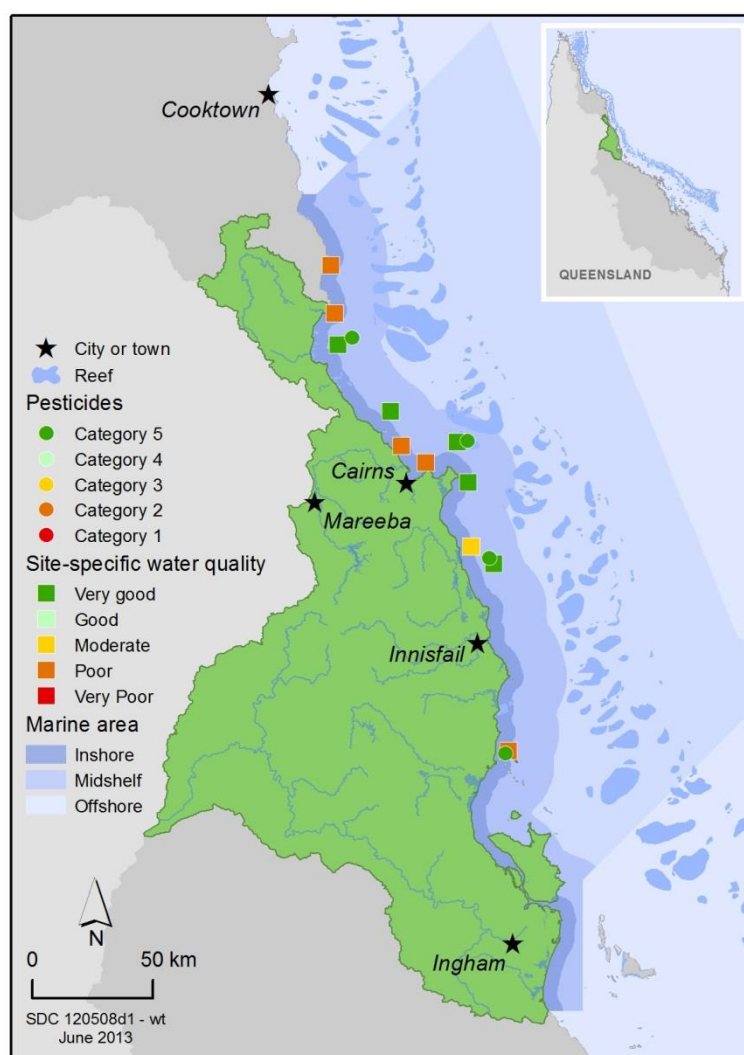 Cooktown
QUEENSLAND
City or town
Reef
Pesticides
Category 5
Category 4
Category 3
Category 2
Category 1
Site-specific water quality
Very good
Good
Moderate
Poor
Very Poor
Marine area
Inshore
Midshelf
Offshore
Cairns
Mareeba
Innisfail
Ingham
N
0 50 km
SDC 120508d1 - wt
June 2013